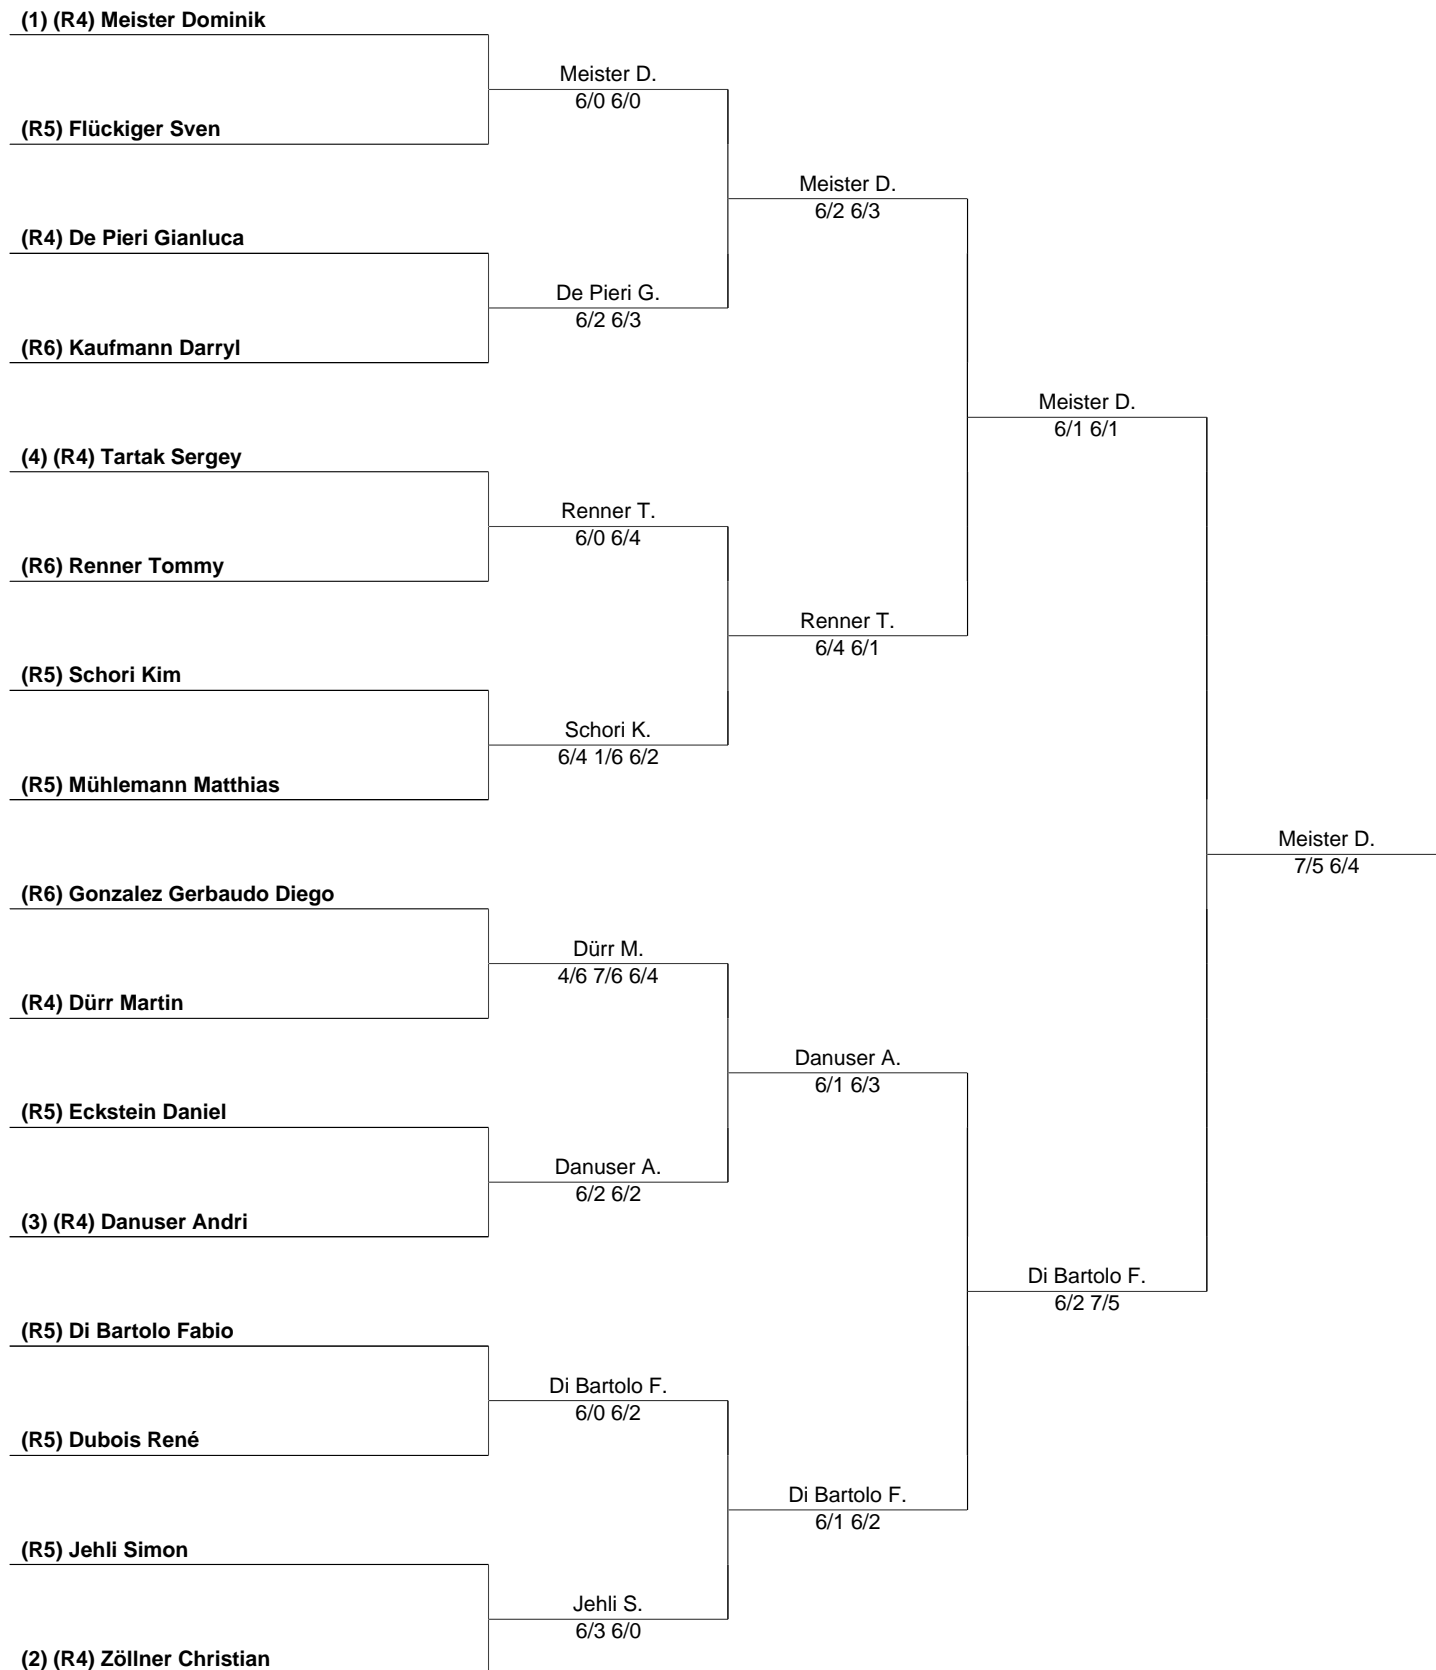 (1) (R4) Meister Dominik
Meister D.
6/0 6/0
(R5) Flückiger Sven
Meister D.
6/2 6/3
(R4) De Pieri Gianluca
De Pieri G.
6/2 6/3
(R6) Kaufmann Darryl
Meister D.
6/1 6/1
(4) (R4) Tartak Sergey
Renner T.
6/0 6/4
(R6) Renner Tommy
Renner T.
6/4 6/1
(R5) Schori Kim
Schori K.
6/4 1/6 6/2
(R5) Mühlemann Matthias
Meister D.
7/5 6/4
(R6) Gonzalez Gerbaudo Diego
Dürr M.
4/6 7/6 6/4
(R4) Dürr Martin
Danuser A.
6/1 6/3
(R5) Eckstein Daniel
Danuser A.
6/2 6/2
(3) (R4) Danuser Andri
Di Bartolo F.
6/2 7/5
(R5) Di Bartolo Fabio
Di Bartolo F.
6/0 6/2
(R5) Dubois René
Di Bartolo F.
6/1 6/2
(R5) Jehli Simon
Jehli S.
6/3 6/0
(2) (R4) Zöllner Christian